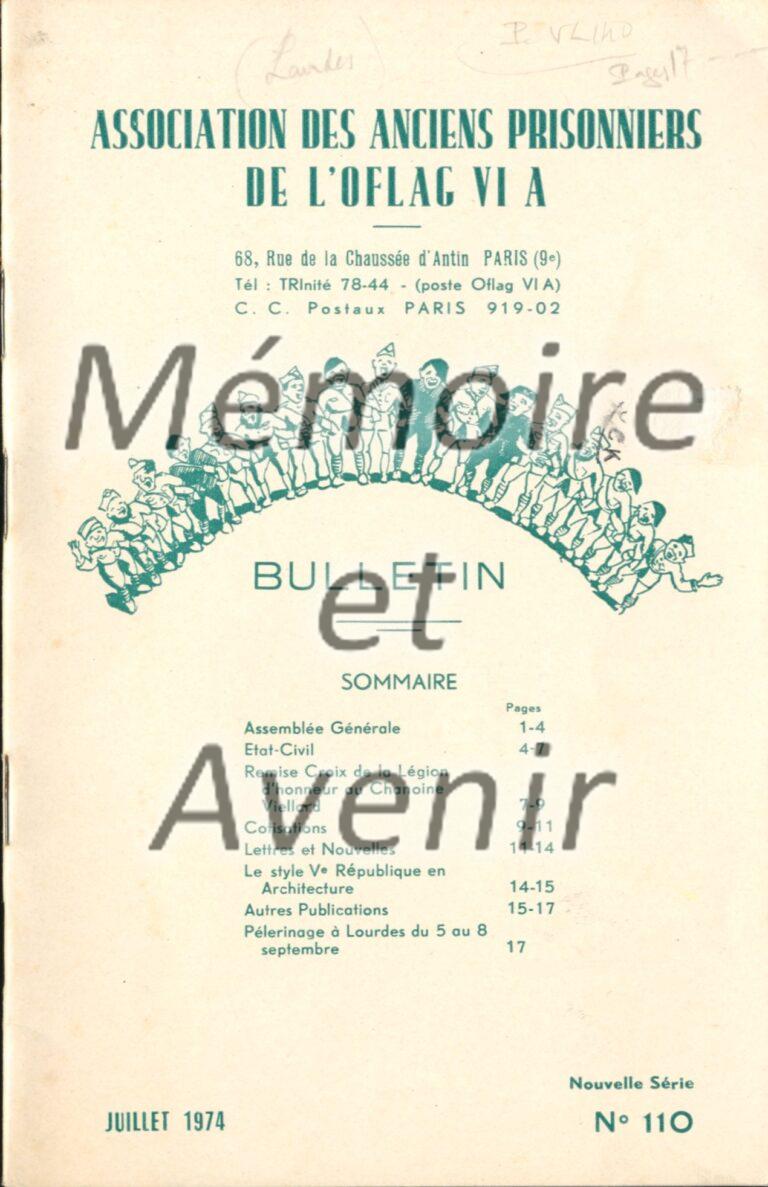 (Lourdes)
Pages 17
ASSOCIATION DES ANCIENS PRISONNIERS
DE L'OFLAG VI A
68, Rue de la Chaussée d'Antin PARIS (9e)
Tél : TRInité 78-44 - (poste Oflag VI A)
C. C. Postaux PARIS 919-02
Mémoire
BULLETIN
et
SOMMAIRE
Pages
Assemblée Générale 1-4
Etat-Civil 4-7
Avenir
Remise Croix de la Légion
d'honneur au Chanoine
Viellard 7-9
Cotisations 9-11
Lettres et Nouvelles 11-14
Le style Ve République en
Architecture 14-15
Autres Publications 15-17
Pélerinage à Lourdes du 5 au 8
septembre 17
Nouvelle Série
JUILLET 1974 N° 110